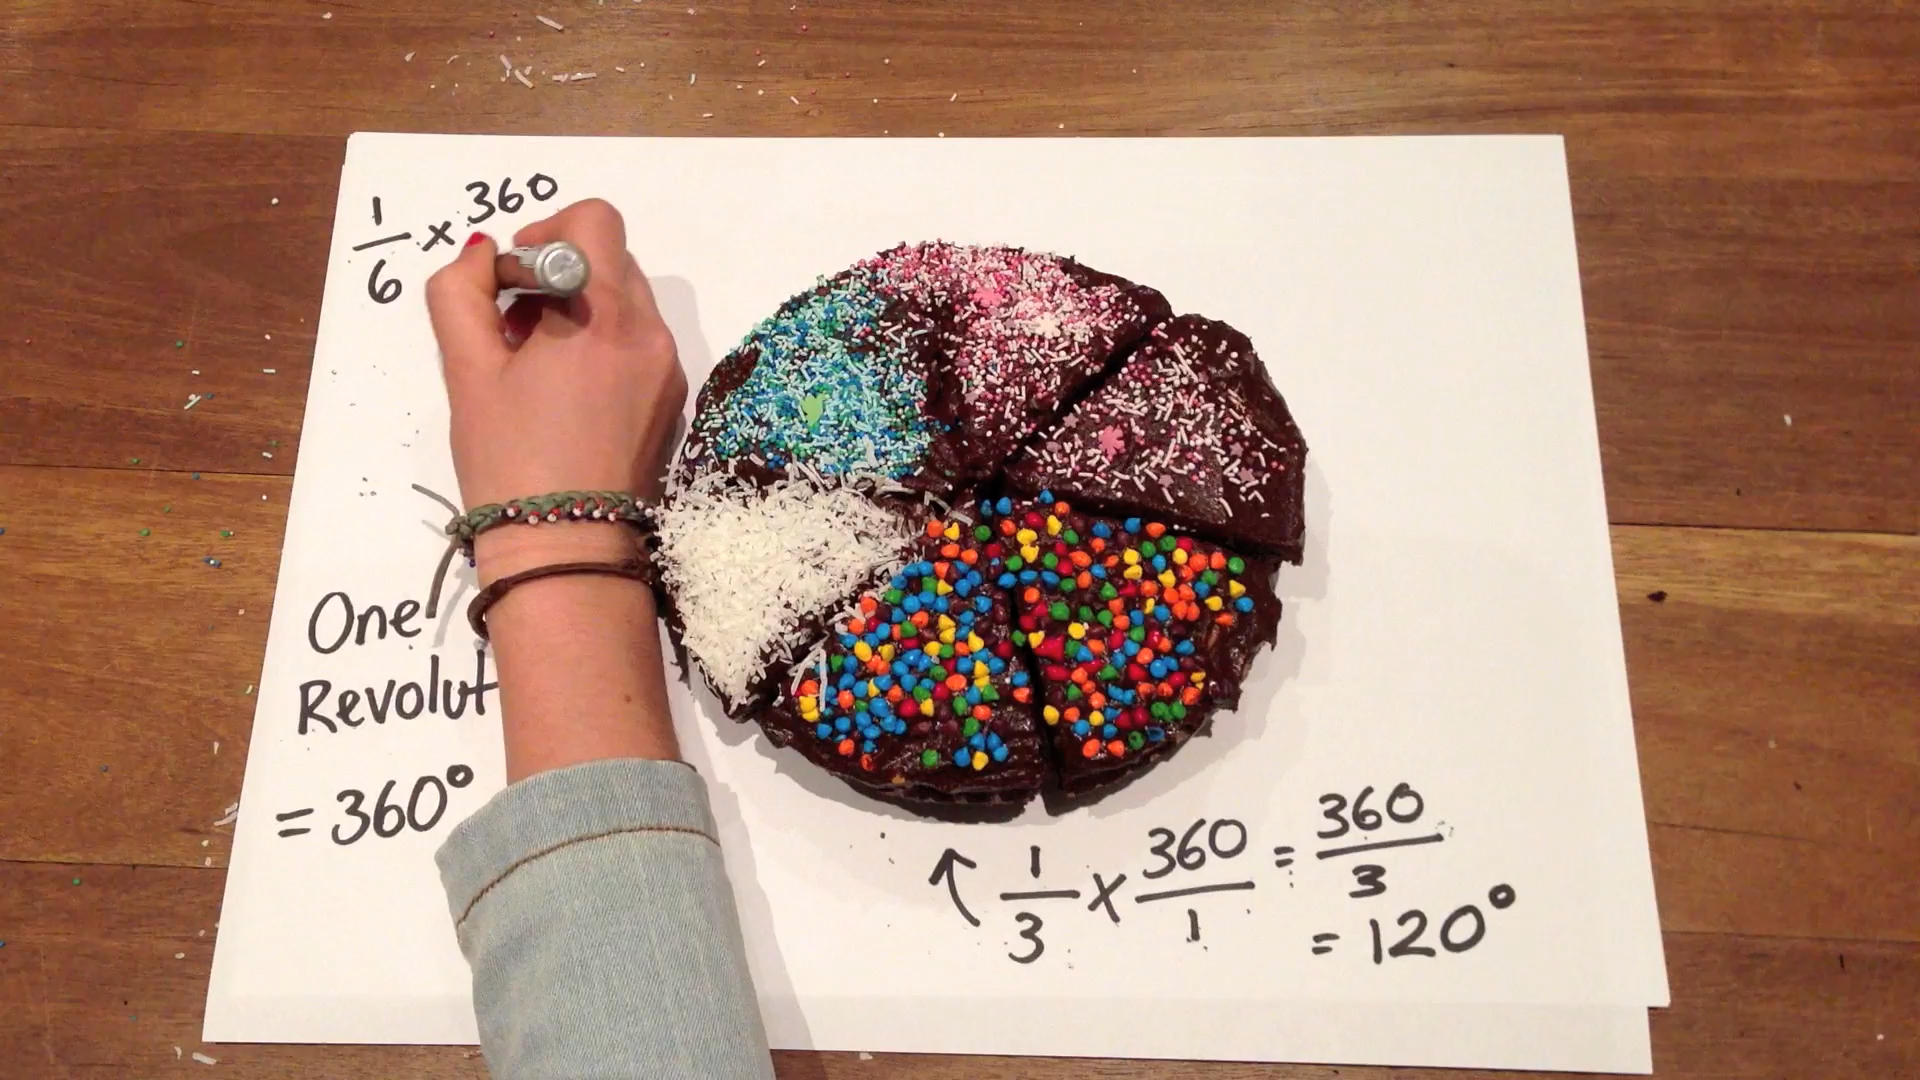 1/6 × 360
One
Revolut
= 360°
↑ 1/3 × 360/1 = 360/3
= 120°